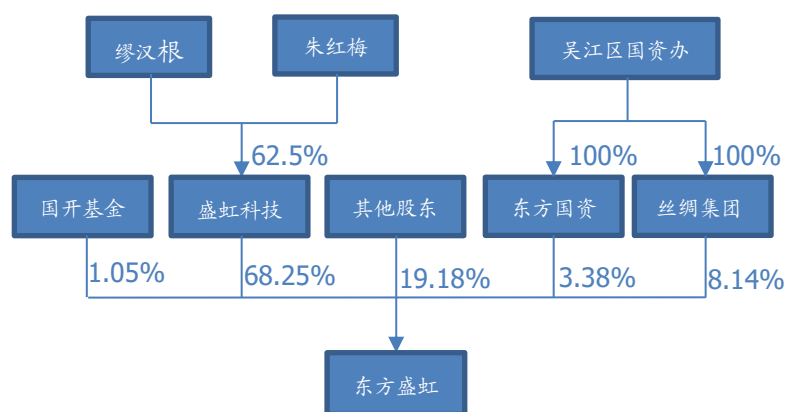 缪汉根
朱红梅
吴江区国资办
62.5%
100%
100%
国开基金
盛虹科技
其他股东
东方国资
丝绸集团
1.05%
68.25%
19.18%
3.38%
8.14%
东方盛虹